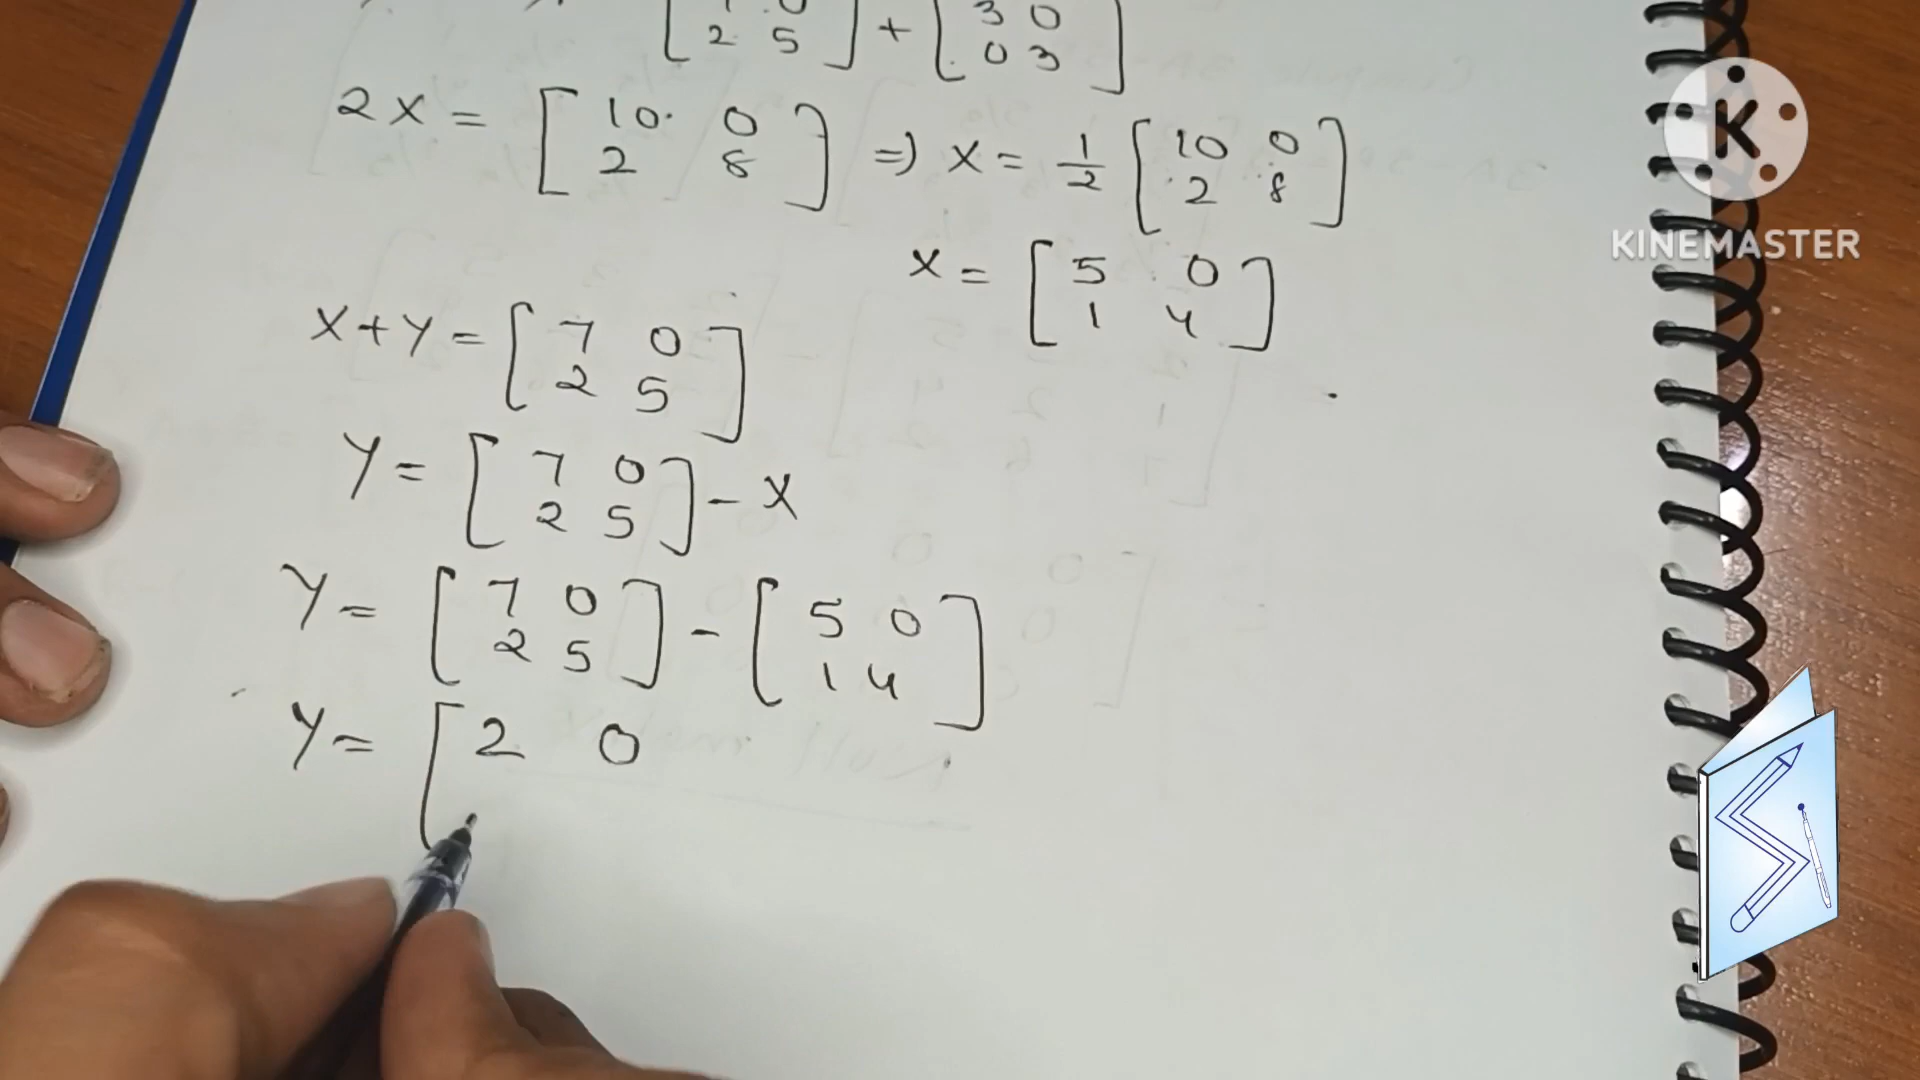 [7 0
2 5] + [3 0
0 3]
2X = [10 0
2 8] => X = 1/2 [10 0
2 8]
X = [5 0
1 4]
X+Y = [7 0
2 5]
Y = [7 0
2 5] - X
Y = [7 0
2 5] - [5 0
1 4]
Y = [2 0
K
KINEMASTER